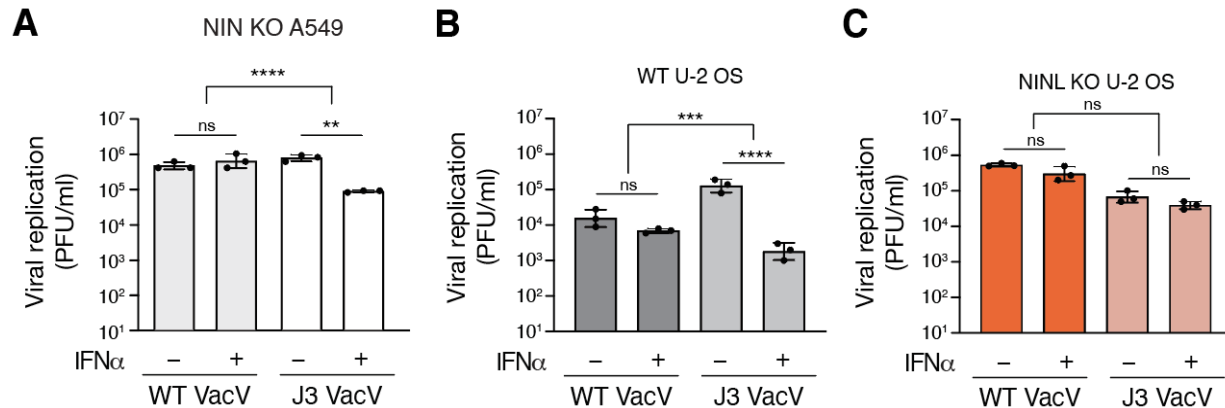 A
NIN KO A549
****
ns
**
Viral replication
(PFU/ml)
10⁷
10⁶
10⁵
10⁴
10³
10²
10¹
IFNα
–
+
–
+
WT VacV
J3 VacV
B
WT U-2 OS
***
ns
****
Viral replication
(PFU/ml)
10⁷
10⁶
10⁵
10⁴
10³
10²
10¹
IFNα
–
+
–
+
WT VacV
J3 VacV
C
NINL KO U-2 OS
ns
ns
ns
Viral replication
(PFU/ml)
10⁷
10⁶
10⁵
10⁴
10³
10²
10¹
IFNα
–
+
–
+
WT VacV
J3 VacV